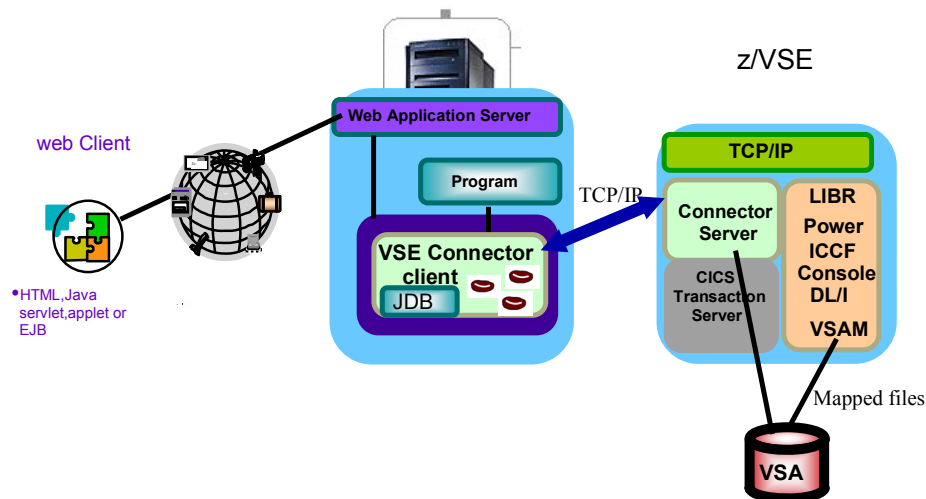 z/VSE
Web Application Server
web Client
TCP/IP
Program
TCP/IP
LIBR
Connector
Server
Power
ICCF
Console
DL/I
VSAM
VSE Connector
client
JDB
CICS
Transaction
Server
•HTML,Java
servlet,applet or
EJB
Mapped files
VSA